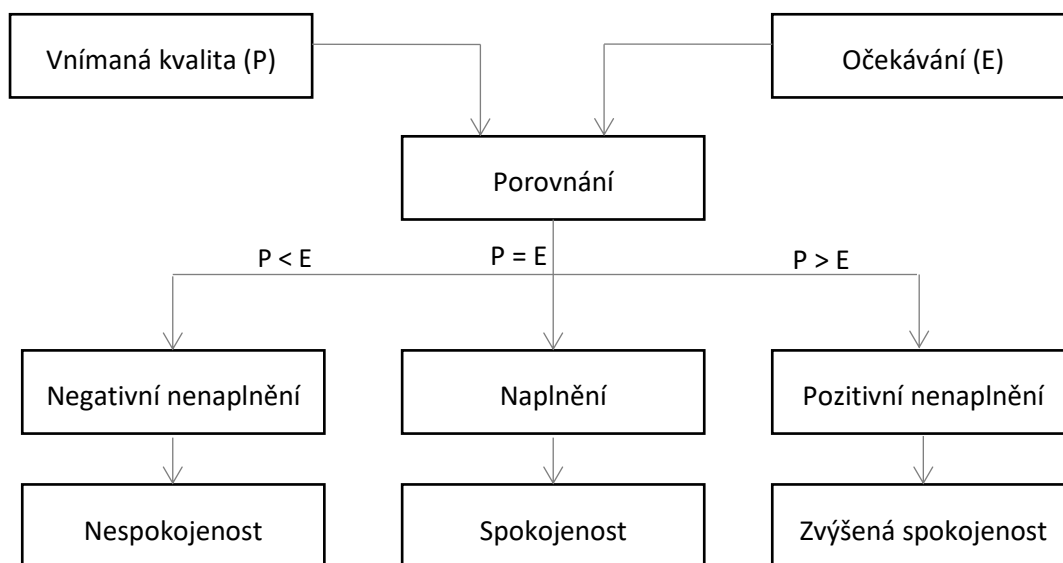 Vnímaná kvalita (P)
Očekávání (E)
Porovnání
P < E
P = E
P > E
Negativní nenaplnění
Naplnění
Pozitivní nenaplnění
Nespokojenost
Spokojenost
Zvýšená spokojenost